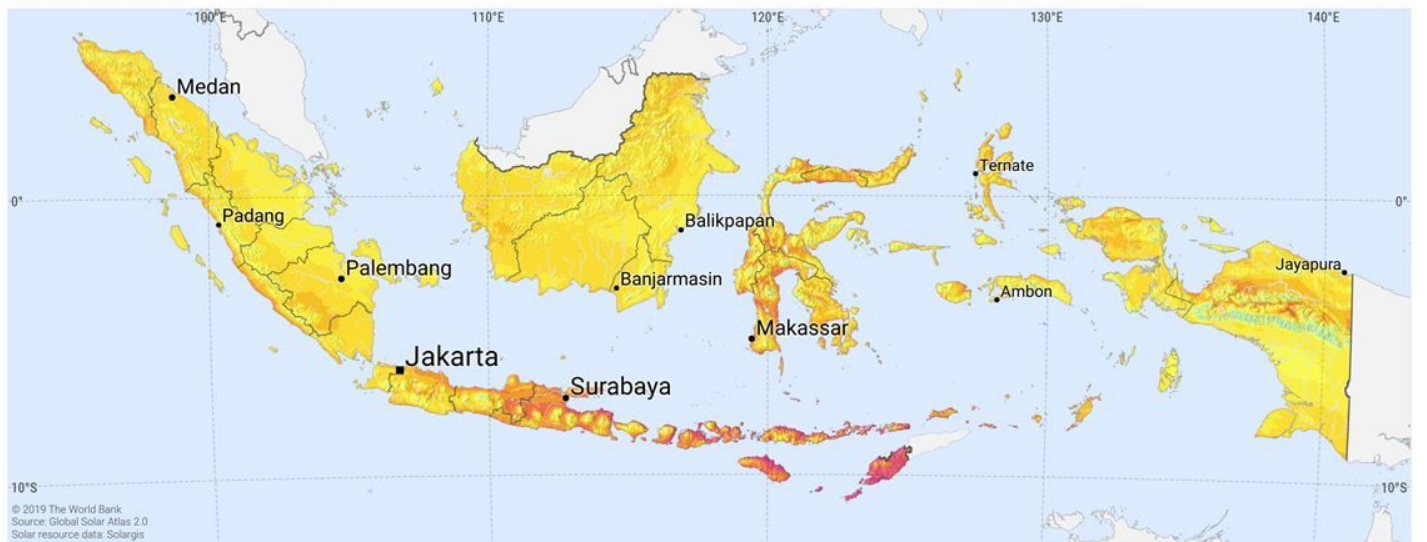 100°E
110°E
120°E
130°E
140°E
Medan
Ternate
0°
0°
Padang
Balikpapan
Palembang
Jayapura
Banjarmasin
Ambon
Makassar
Jakarta
Surabaya
10°S
10°S
© 2019 The World Bank
Source: Global Solar Atlas 2.0
Solar resource data: Solargis